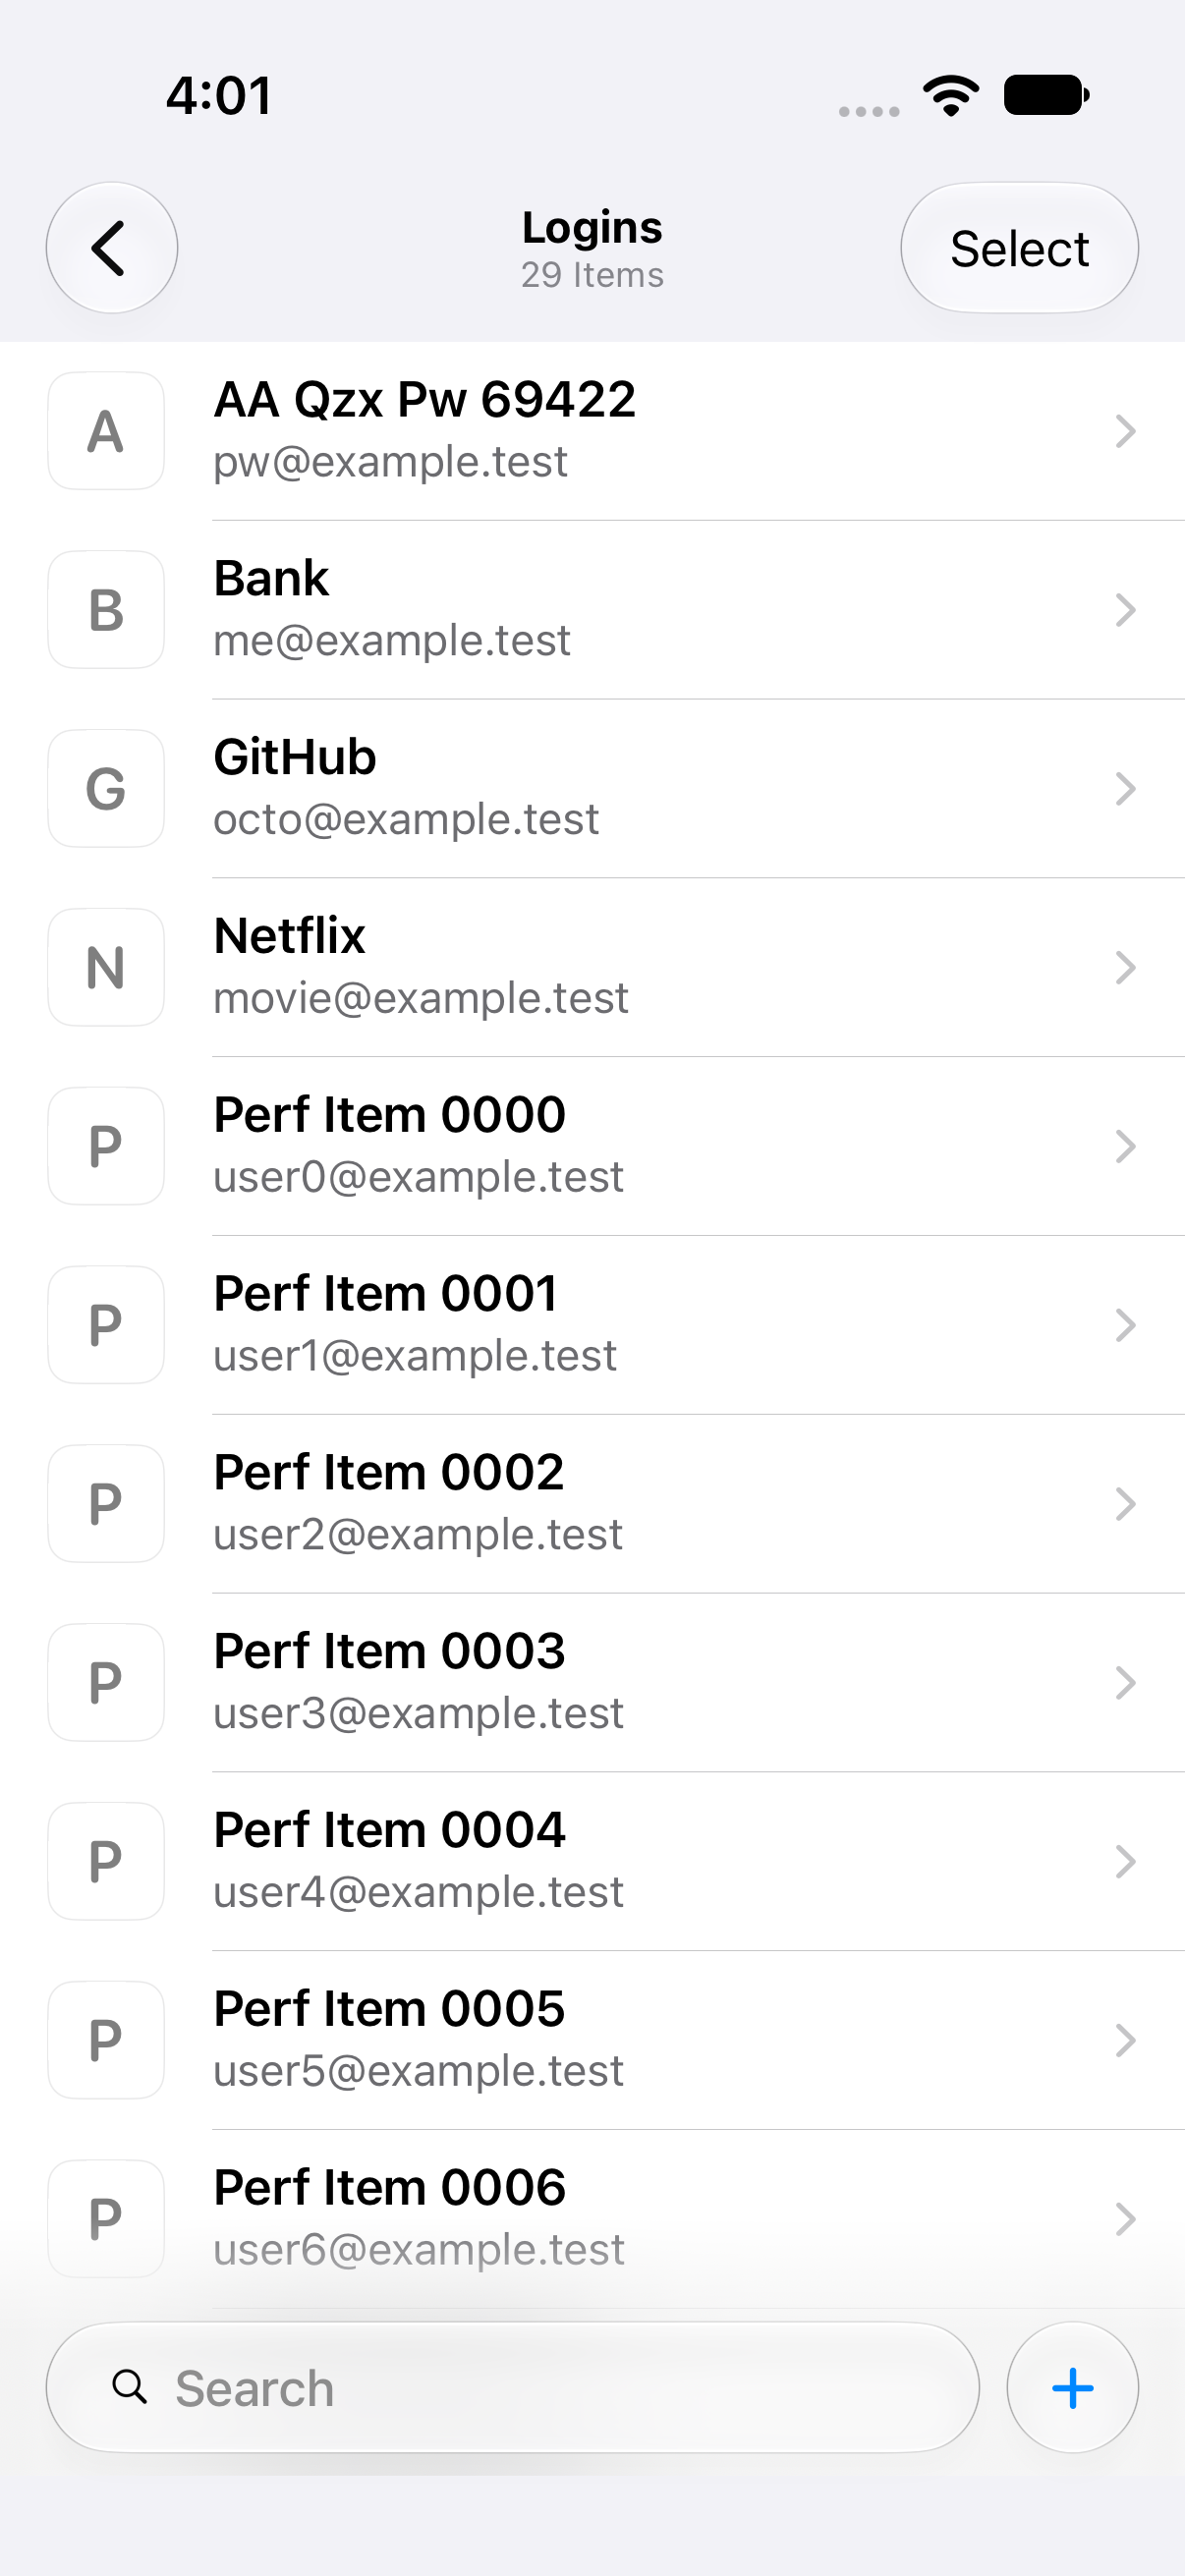 4:01
Logins
29 Items
Select
A
AA Qzx Pw 69422
pw@example.test
B
Bank
me@example.test
G
GitHub
octo@example.test
N
Netflix
movie@example.test
P
Perf Item 0000
user0@example.test
P
Perf Item 0001
user1@example.test
P
Perf Item 0002
user2@example.test
P
Perf Item 0003
user3@example.test
P
Perf Item 0004
user4@example.test
P
Perf Item 0005
user5@example.test
P
Perf Item 0006
user6@example.test
Search